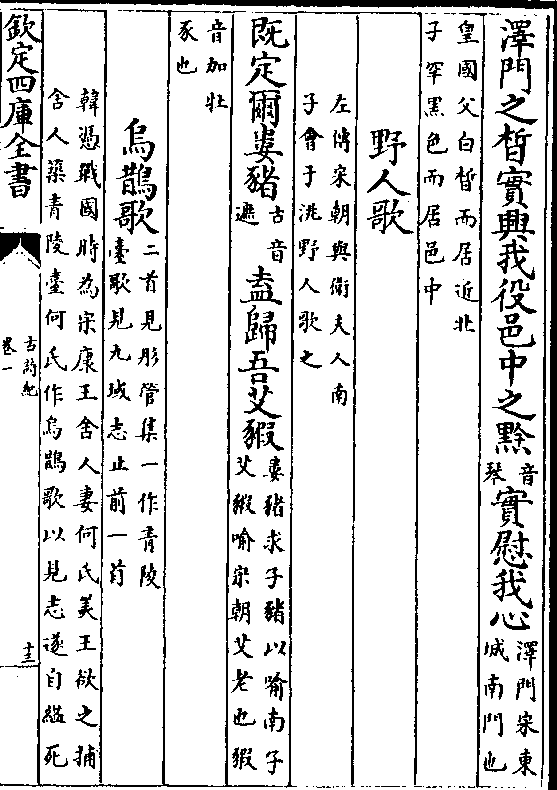 澤門之晳實興我役邑中之黔音琴實慰我心澤門宋東城南門也
皇國父白晳而居近北
子罕黑色而居邑中
野人歌
左傳宋朝與衛夫人南
子會于洮野人歌之
既定爾婁豬古音遮盍歸吾艾豭婁豬求子豬以喻南子艾豭喻宋朝艾老也豭
音加牡
豕也
烏鵲歌二首見彤管集一作青陵臺歌見九域志止前一首
韓憑戰國時為宋康王舍人妻何氏美王欲之捕
舍人築青陵臺何氏作烏鵲歌以見志遂自縊死
欽定四庫全書
古詩紀
卷一
十三